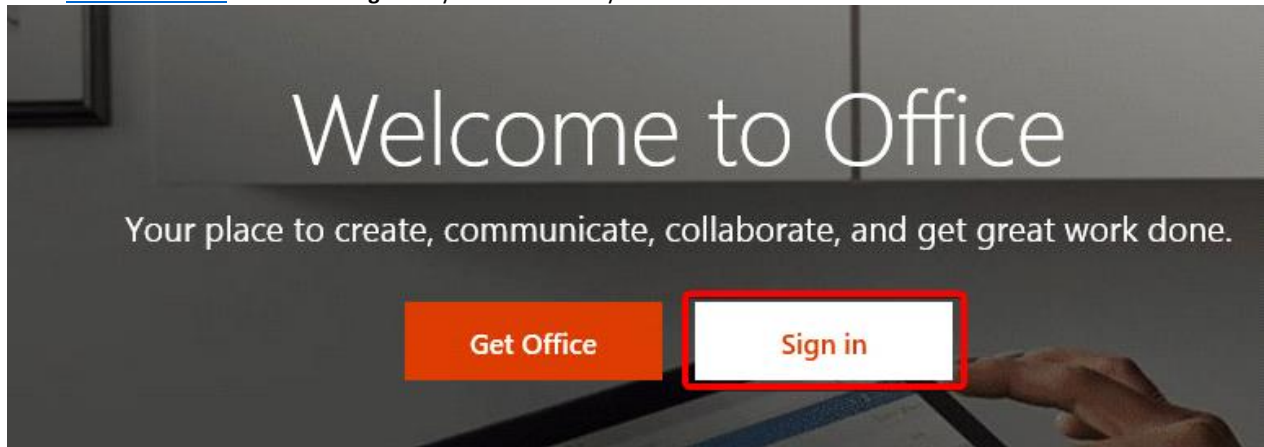 Welcome to Office
Your place to create, communicate, collaborate, and get great work done.
Get Office
Sign in